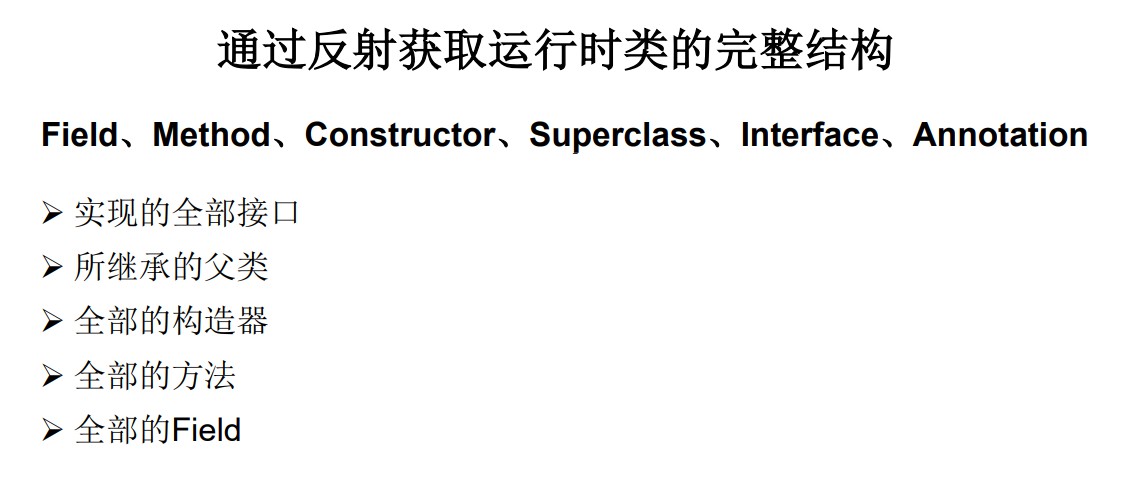 通过反射获取运行时类的完整结构
Field、Method、Constructor、Superclass、Interface、Annotation
➢ 实现的全部接口
➢ 所继承的父类
➢ 全部的构造器
➢ 全部的方法
➢ 全部的Field